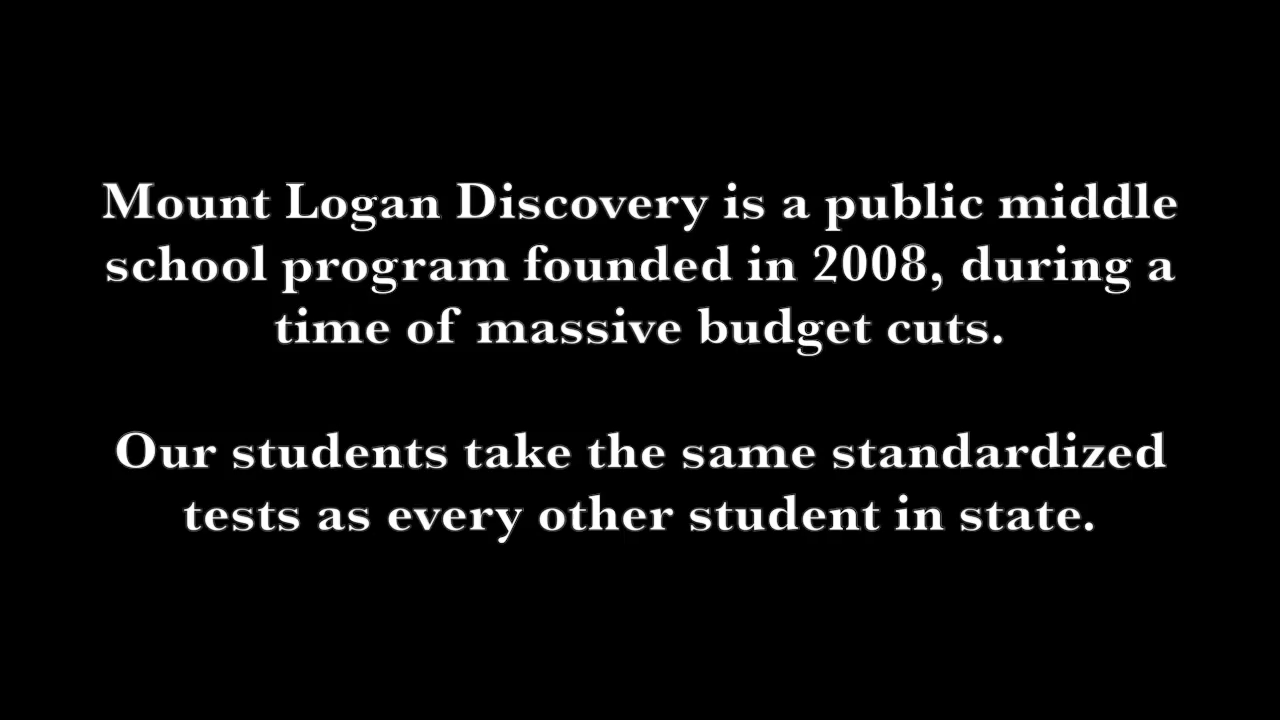 Mount Logan Discovery is a public middle
school program founded in 2008, during a
time of massive budget cuts.
Our students take the same standardized
tests as every other student in state.